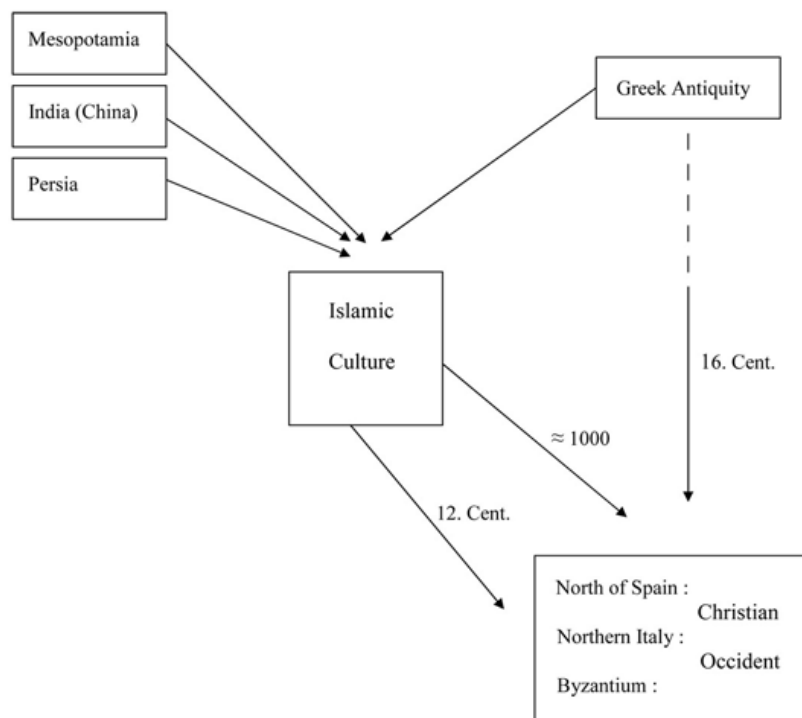 Mesopotamia
India (China)
Persia
Greek Antiquity
Islamic
Culture
16. Cent.
≈ 1000
12. Cent.
North of Spain :
Christian
Northern Italy :
Occident
Byzantium :